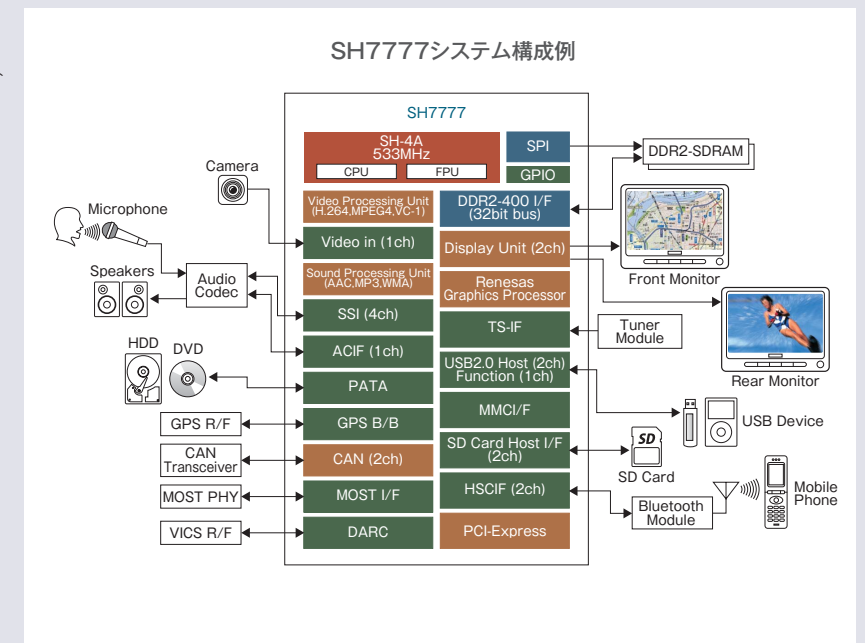 SH7777システム構成例
SH7777
SH-4A
533MHz
CPU
FPU
SPI
GPIO
DDR2-SDRAM
Camera
Video Processing Unit
(H.264,MPEG4,VC-1)
DDR2-400 I/F
(32bit bus)
Microphone
Video in (1ch)
Display Unit (2ch)
Front Monitor
Speakers
Audio
Codec
Sound Processing Unit
(AAC,MP3,WMA)
Renesas
Graphics Processor
SSI (4ch)
TS-IF
Tuner
Module
HDD
DVD
ACIF (1ch)
USB2.0 Host (2ch)
Function (1ch)
Rear Monitor
PATA
MMCI/F
USB Device
GPS R/F
GPS B/B
SD Card Host I/F
(2ch)
SD
SD Card
CAN
Transceiver
CAN (2ch)
MOST PHY
MOST I/F
HSCIF (2ch)
Bluetooth
Module
Mobile
Phone
VICS R/F
DARC
PCI-Express